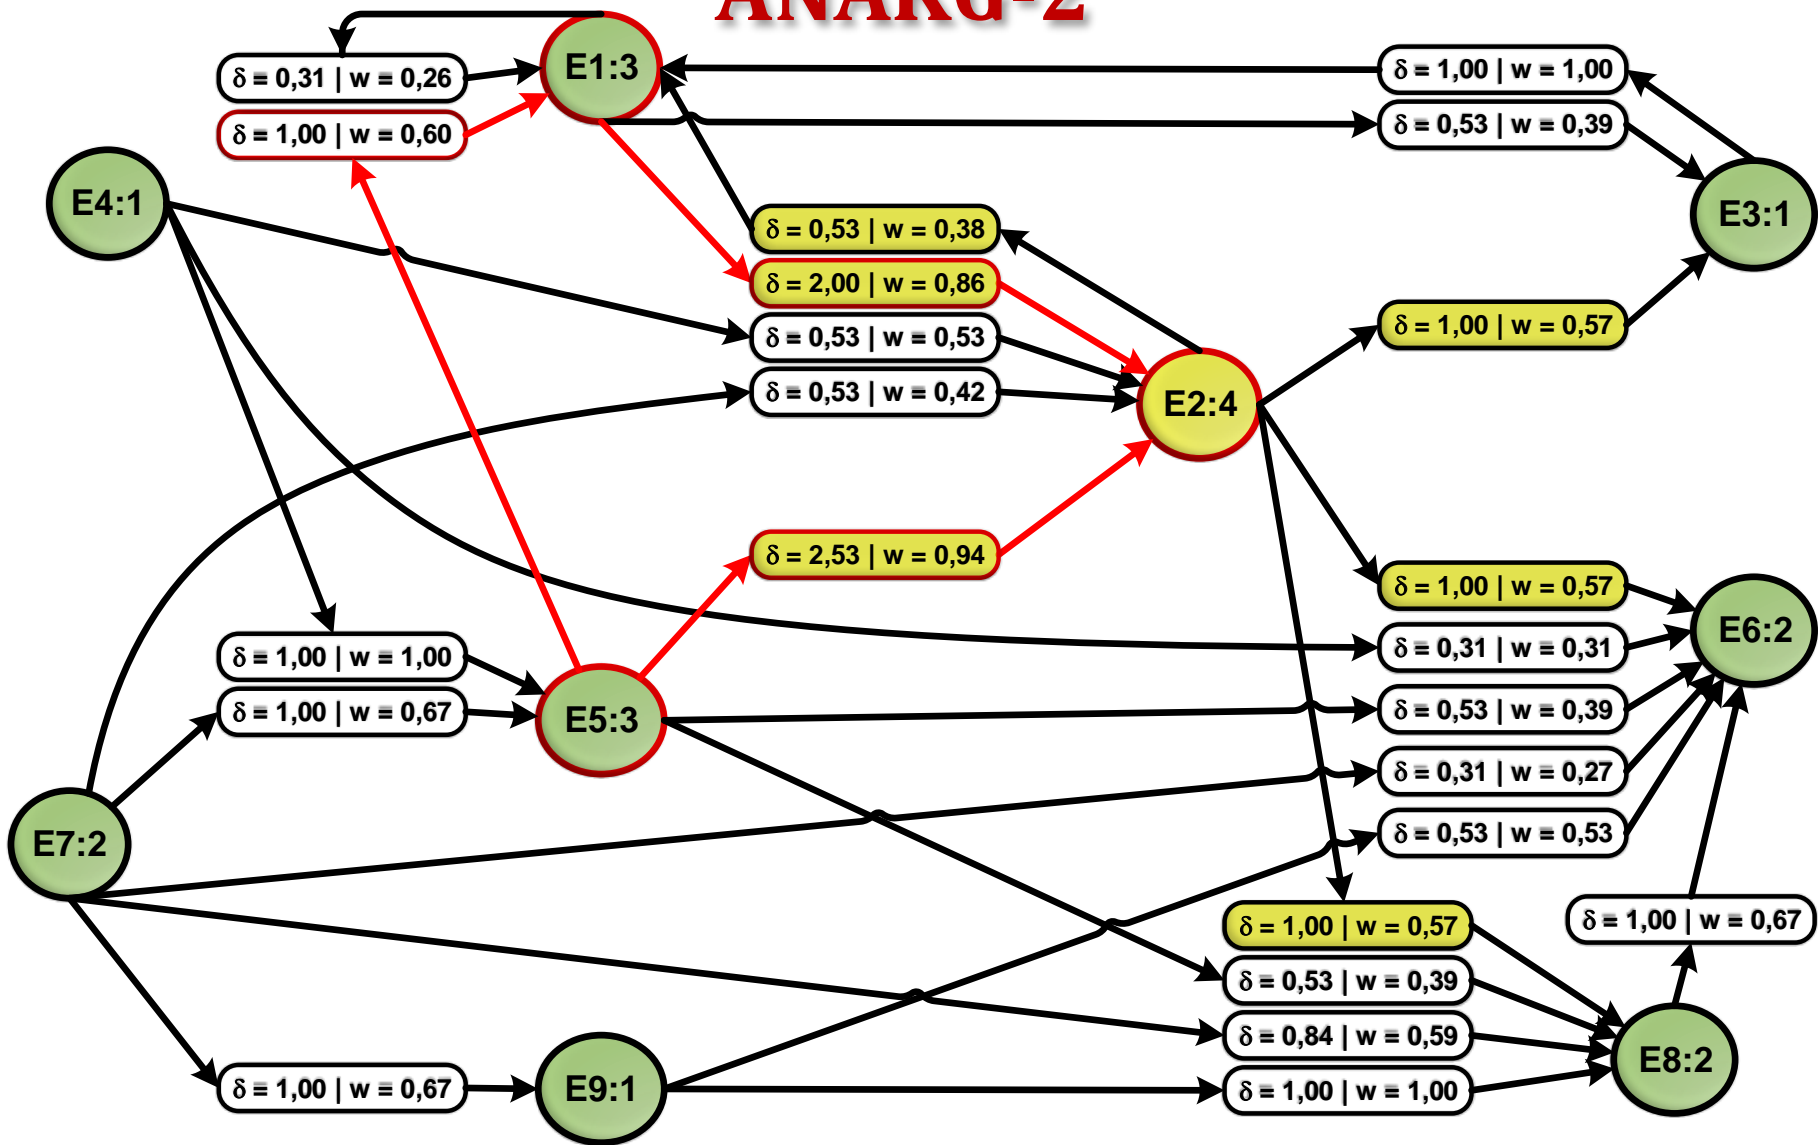 ANAKG-2
E1:3
δ = 0,31 | w = 0,26
δ = 1,00 | w = 0,60
δ = 1,00 | w = 1,00
δ = 0,53 | w = 0,39
E4:1
E3:1
δ = 0,53 | w = 0,38
δ = 2,00 | w = 0,86
δ = 0,53 | w = 0,53
δ = 0,53 | w = 0,42
δ = 1,00 | w = 0,57
E2:4
δ = 2,53 | w = 0,94
δ = 1,00 | w = 0,57
δ = 0,31 | w = 0,31
δ = 0,53 | w = 0,39
δ = 0,31 | w = 0,27
δ = 0,53 | w = 0,53
E6:2
δ = 1,00 | w = 1,00
δ = 1,00 | w = 0,67
E5:3
E7:2
δ = 1,00 | w = 0,67
δ = 1,00 | w = 0,57
δ = 0,53 | w = 0,39
δ = 0,84 | w = 0,59
δ = 1,00 | w = 1,00
E8:2
δ = 1,00 | w = 0,67
E9:1